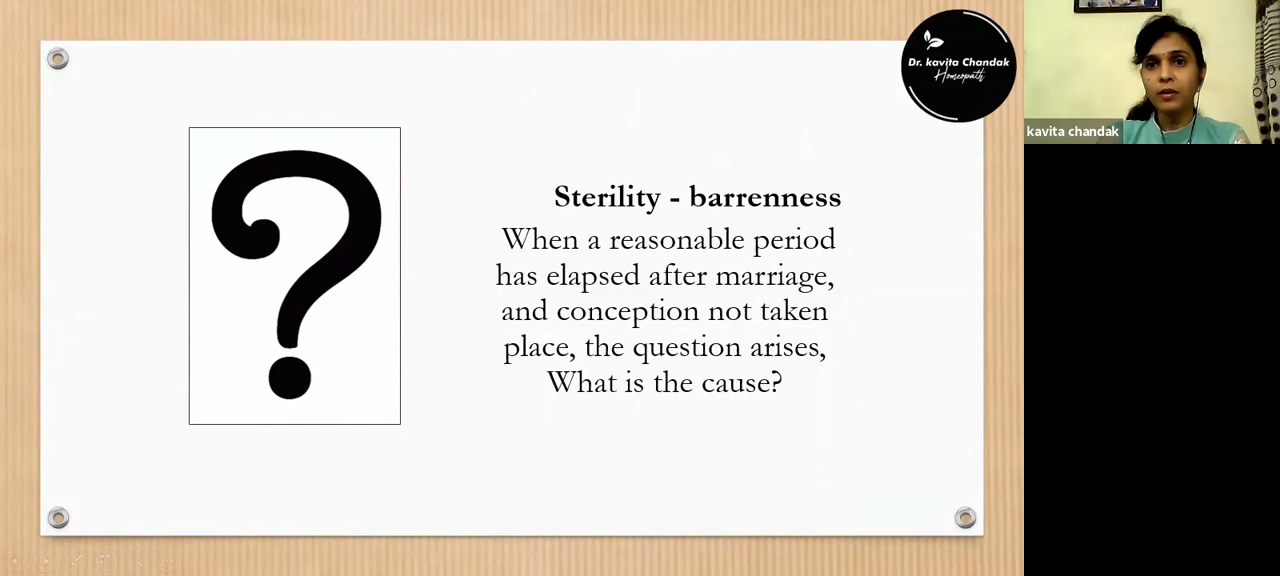 Dr. kavita Chandak
Homeopath
kavita chandak
Sterility - barrenness
When a reasonable period
has elapsed after marriage,
and conception not taken
place, the question arises,
What is the cause?
?